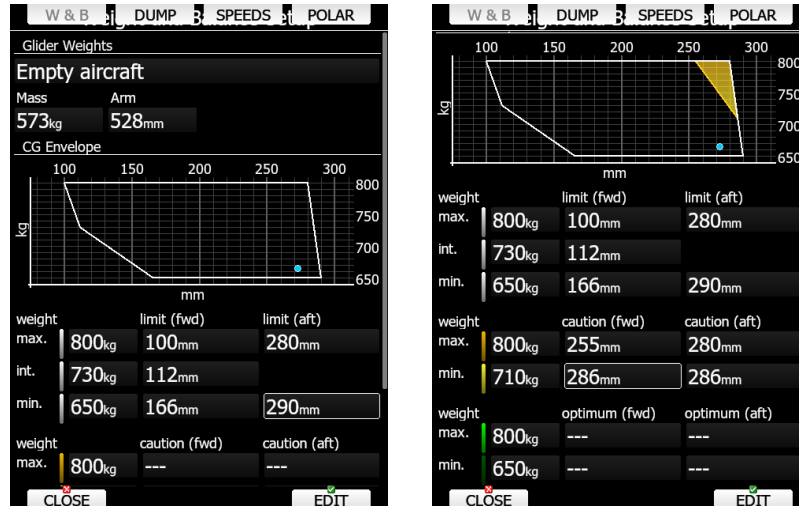 W & B DUMP SPEEDS POLAR
Glider Weights
Empty aircraft
Mass Arm
573kg 528mm
CG Envelope
100 150 200 250 300
800
750
700
650
kg
mm
weight limit (fwd) limit (aft)
max. 800kg 100mm 280mm
int. 730kg 112mm
min. 650kg 166mm 290mm
weight caution (fwd) caution (aft)
max. 800kg --- ---
CLOSE EDIT
W & B DUMP SPEEDS POLAR
100 150 200 250 300
800
750
700
650
kg
mm
weight limit (fwd) limit (aft)
max. 800kg 100mm 280mm
int. 730kg 112mm
min. 650kg 166mm 290mm
weight caution (fwd) caution (aft)
max. 800kg 255mm 280mm
min. 710kg 286mm 286mm
weight optimum (fwd) optimum (aft)
max. 800kg --- ---
min. 650kg --- ---
CLOSE EDIT